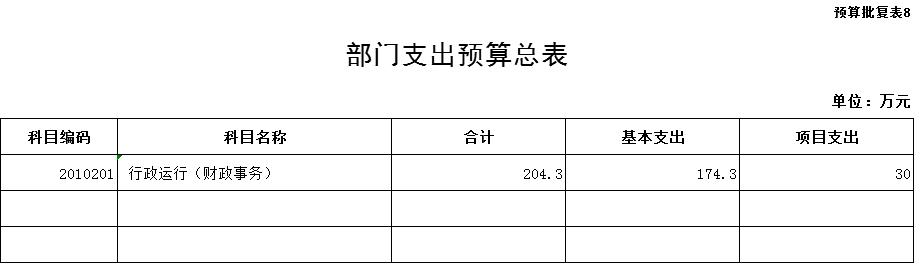 预算批复表8
部门支出预算总表
单位：万元
科目编码 科目名称 合计 基本支出 项目支出
2010201 行政运行（财政事务） 204.3 174.3 30